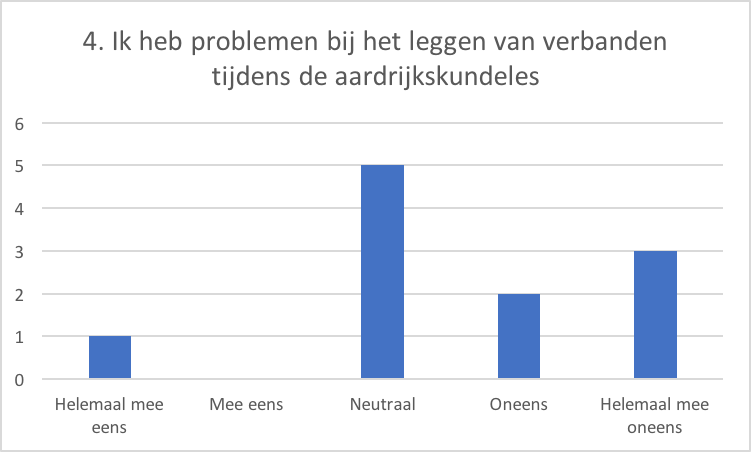 4. Ik heb problemen bij het leggen van verbanden
tijdens de aardrijkskundeles
6
5
4
3
2
1
0
Helemaal mee
eens
Mee eens
Neutraal
Oneens
Helemaal mee
oneens